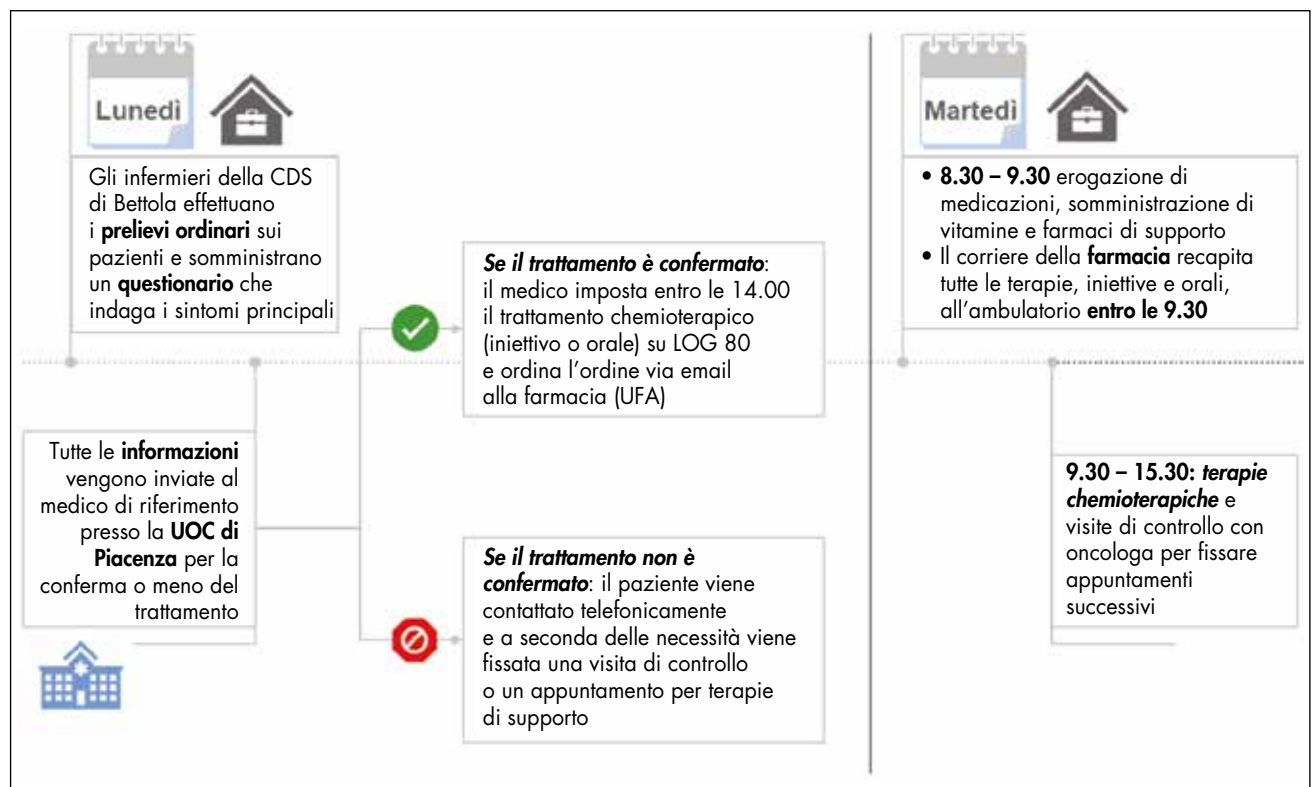 Lunedì
Gli infermieri della CDS
di Bettola effettuano
i prelievi ordinari sui
pazienti e somministrano
un questionario che
indaga i sintomi principali
Tutte le informazioni
vengono inviate al
medico di riferimento
presso la UOC di
Piacenza per la
conferma o meno del
trattamento
Se il trattamento è confermato:
il medico imposta entro le 14.00
il trattamento chemioterapico
(iniettivo o orale) su LOG 80
e ordina l’ordine via email
alla farmacia (UFA)
Se il trattamento non è
confermato: il paziente viene
contattato telefonicamente
e a seconda delle necessità viene
fissata una visita di controllo
o un appuntamento per terapie
di supporto
Martedì
• 8.30 – 9.30 erogazione di
medicazioni, somministrazione di
vitamine e farmaci di supporto
• Il corriere della farmacia recapita
tutte le terapie, iniettive e orali,
all’ambulatorio entro le 9.30
9.30 – 15.30: terapie
chemioterapiche e
visite di controllo con
oncologa per fissare
appuntamenti
successivi